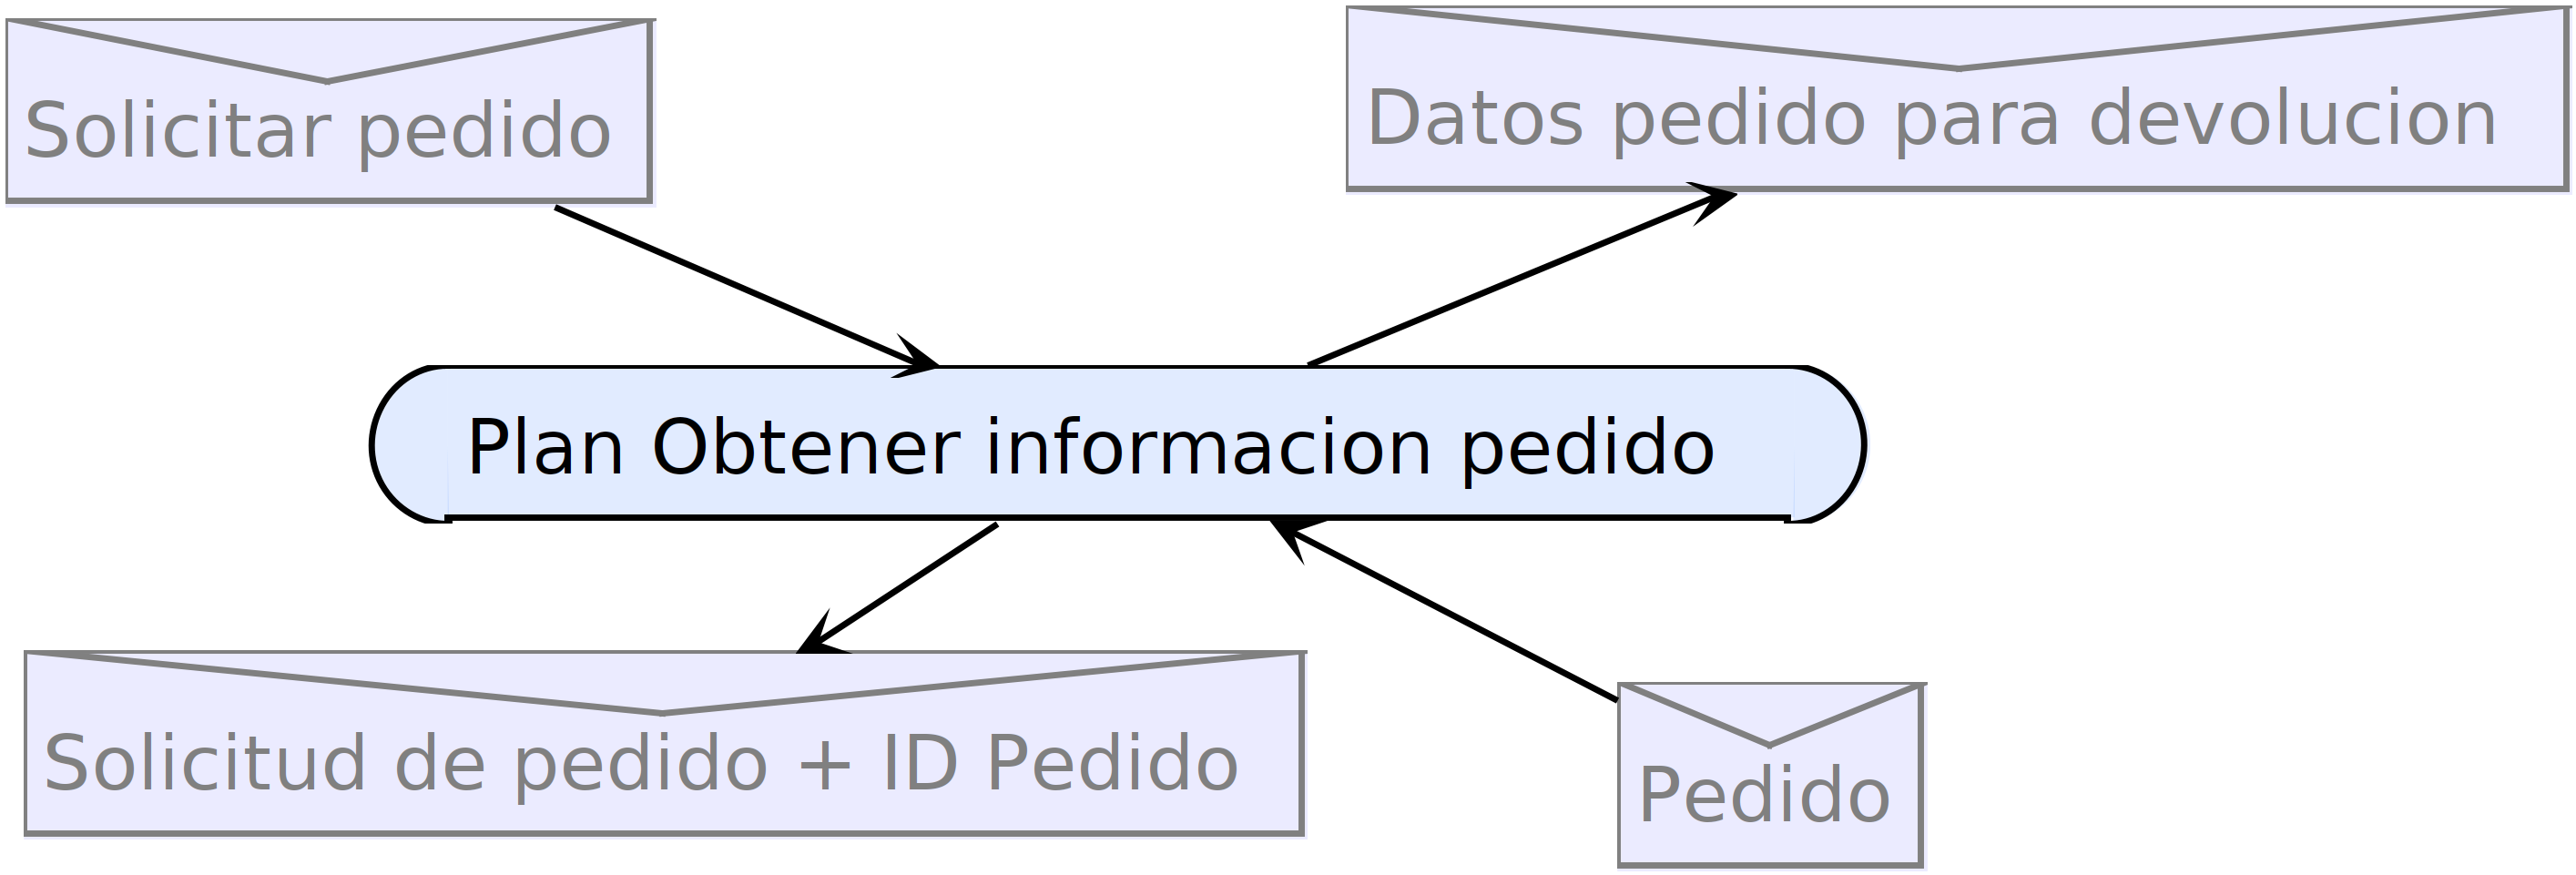 Solicitar pedido
Datos pedido para devolucion
Plan Obtener informacion pedido
Solicitud de pedido + ID Pedido
Pedido